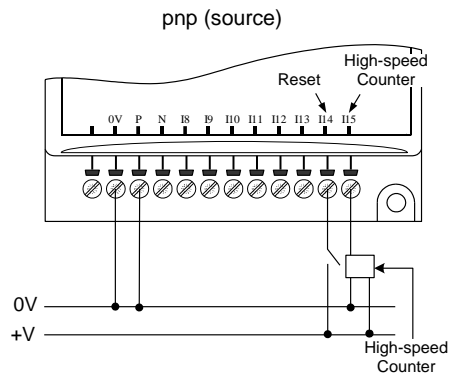 pnp (source)
High-speed
Counter
Reset
0V P N I8 I9 I10 I11 I12 I13 I14 I15
0V
+V
High-speed
Counter